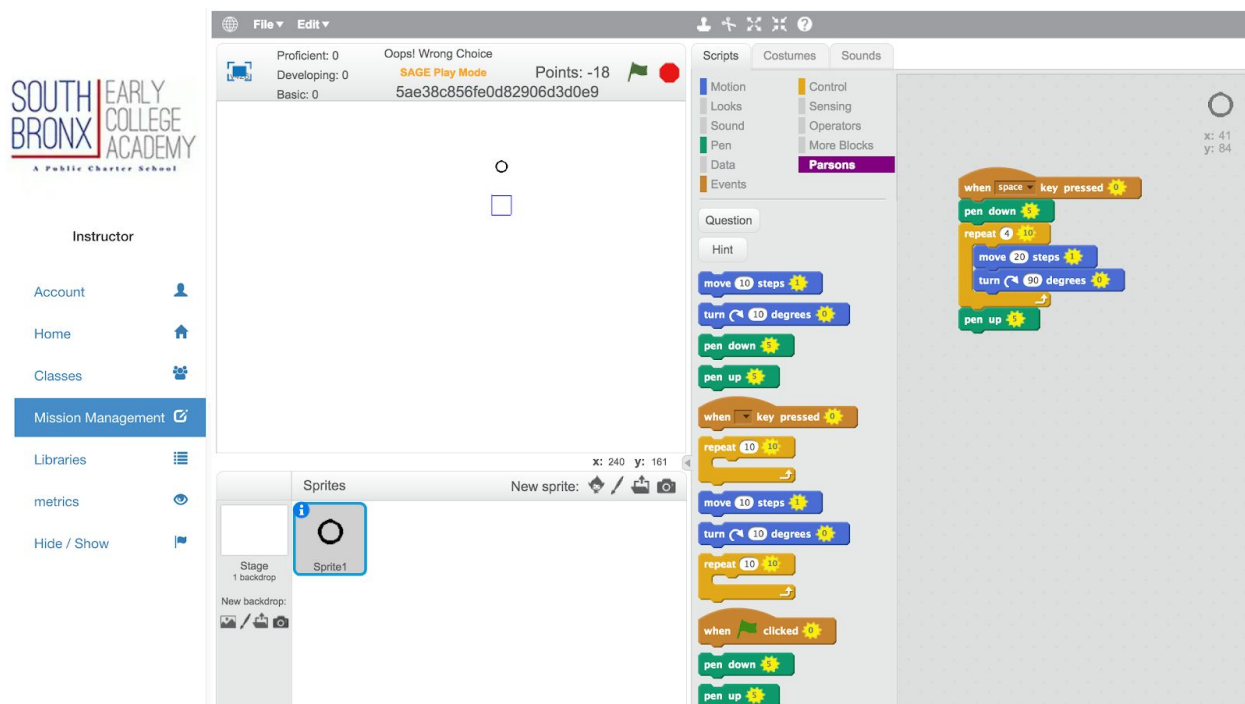 File Edit
SOUTH EARLY
BRONX COLLEGE
ACADEMY
A Public Charter School
Instructor
Account
Home
Classes
Mission Management
Libraries
metrics
Hide / Show
Proficient: 0
Developing: 0
Basic: 0
Oops! Wrong Choice
SAGE Play Mode
Points: -18
5ae38c856fe0d82906d3d0e9
x: 240 y: 161
Sprites
New sprite:
Stage
1 backdrop
New backdrop:
Sprite1
Scripts Costumes Sounds
Motion Control
Looks Sensing
Sound Operators
Pen More Blocks
Data Parsons
Events
Question
Hint
move 10 steps 1
turn 10 degrees 0
pen down 5
pen up 5
when key pressed 0
repeat 10 10
move 10 steps 1
turn 10 degrees 0
repeat 10 10
when clicked 0
pen down 5
pen up 5
x: 41
y: 84
when space key pressed 0
pen down 5
repeat 4 10
move 20 steps 1
turn 90 degrees 0
pen up 5